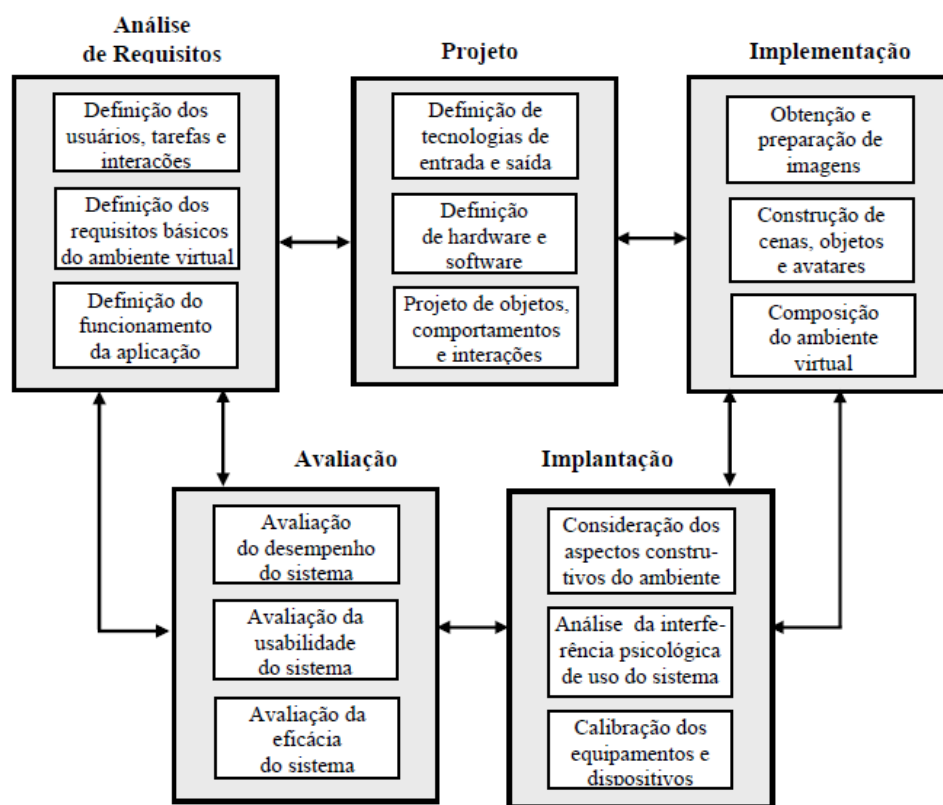 Análise
de Requisitos
Definição dos
usuários, tarefas e
interações
Definição dos
requisitos básicos
do ambiente virtual
Definição do
funcionamento
da aplicação
Projeto
Definição de
tecnologias de
entrada e saída
Definição
de hardware e
software
Projeto de objetos,
comportamentos
e interações
Implementação
Obtenção e
preparação de
imagens
Construção de
cenas, objetos
e avatares
Composição
do ambiente
virtual
Avaliação
Avaliação
do desempenho
do sistema
Avaliação da
usabilidade
do sistema
Avaliação da
eficácia
do sistema
Implantação
Consideração dos
aspectos constru-
tivos do ambiente
Análise da interfe-
rência psicológica
de uso do sistema
Calibração dos
equipamentos e
dispositivos